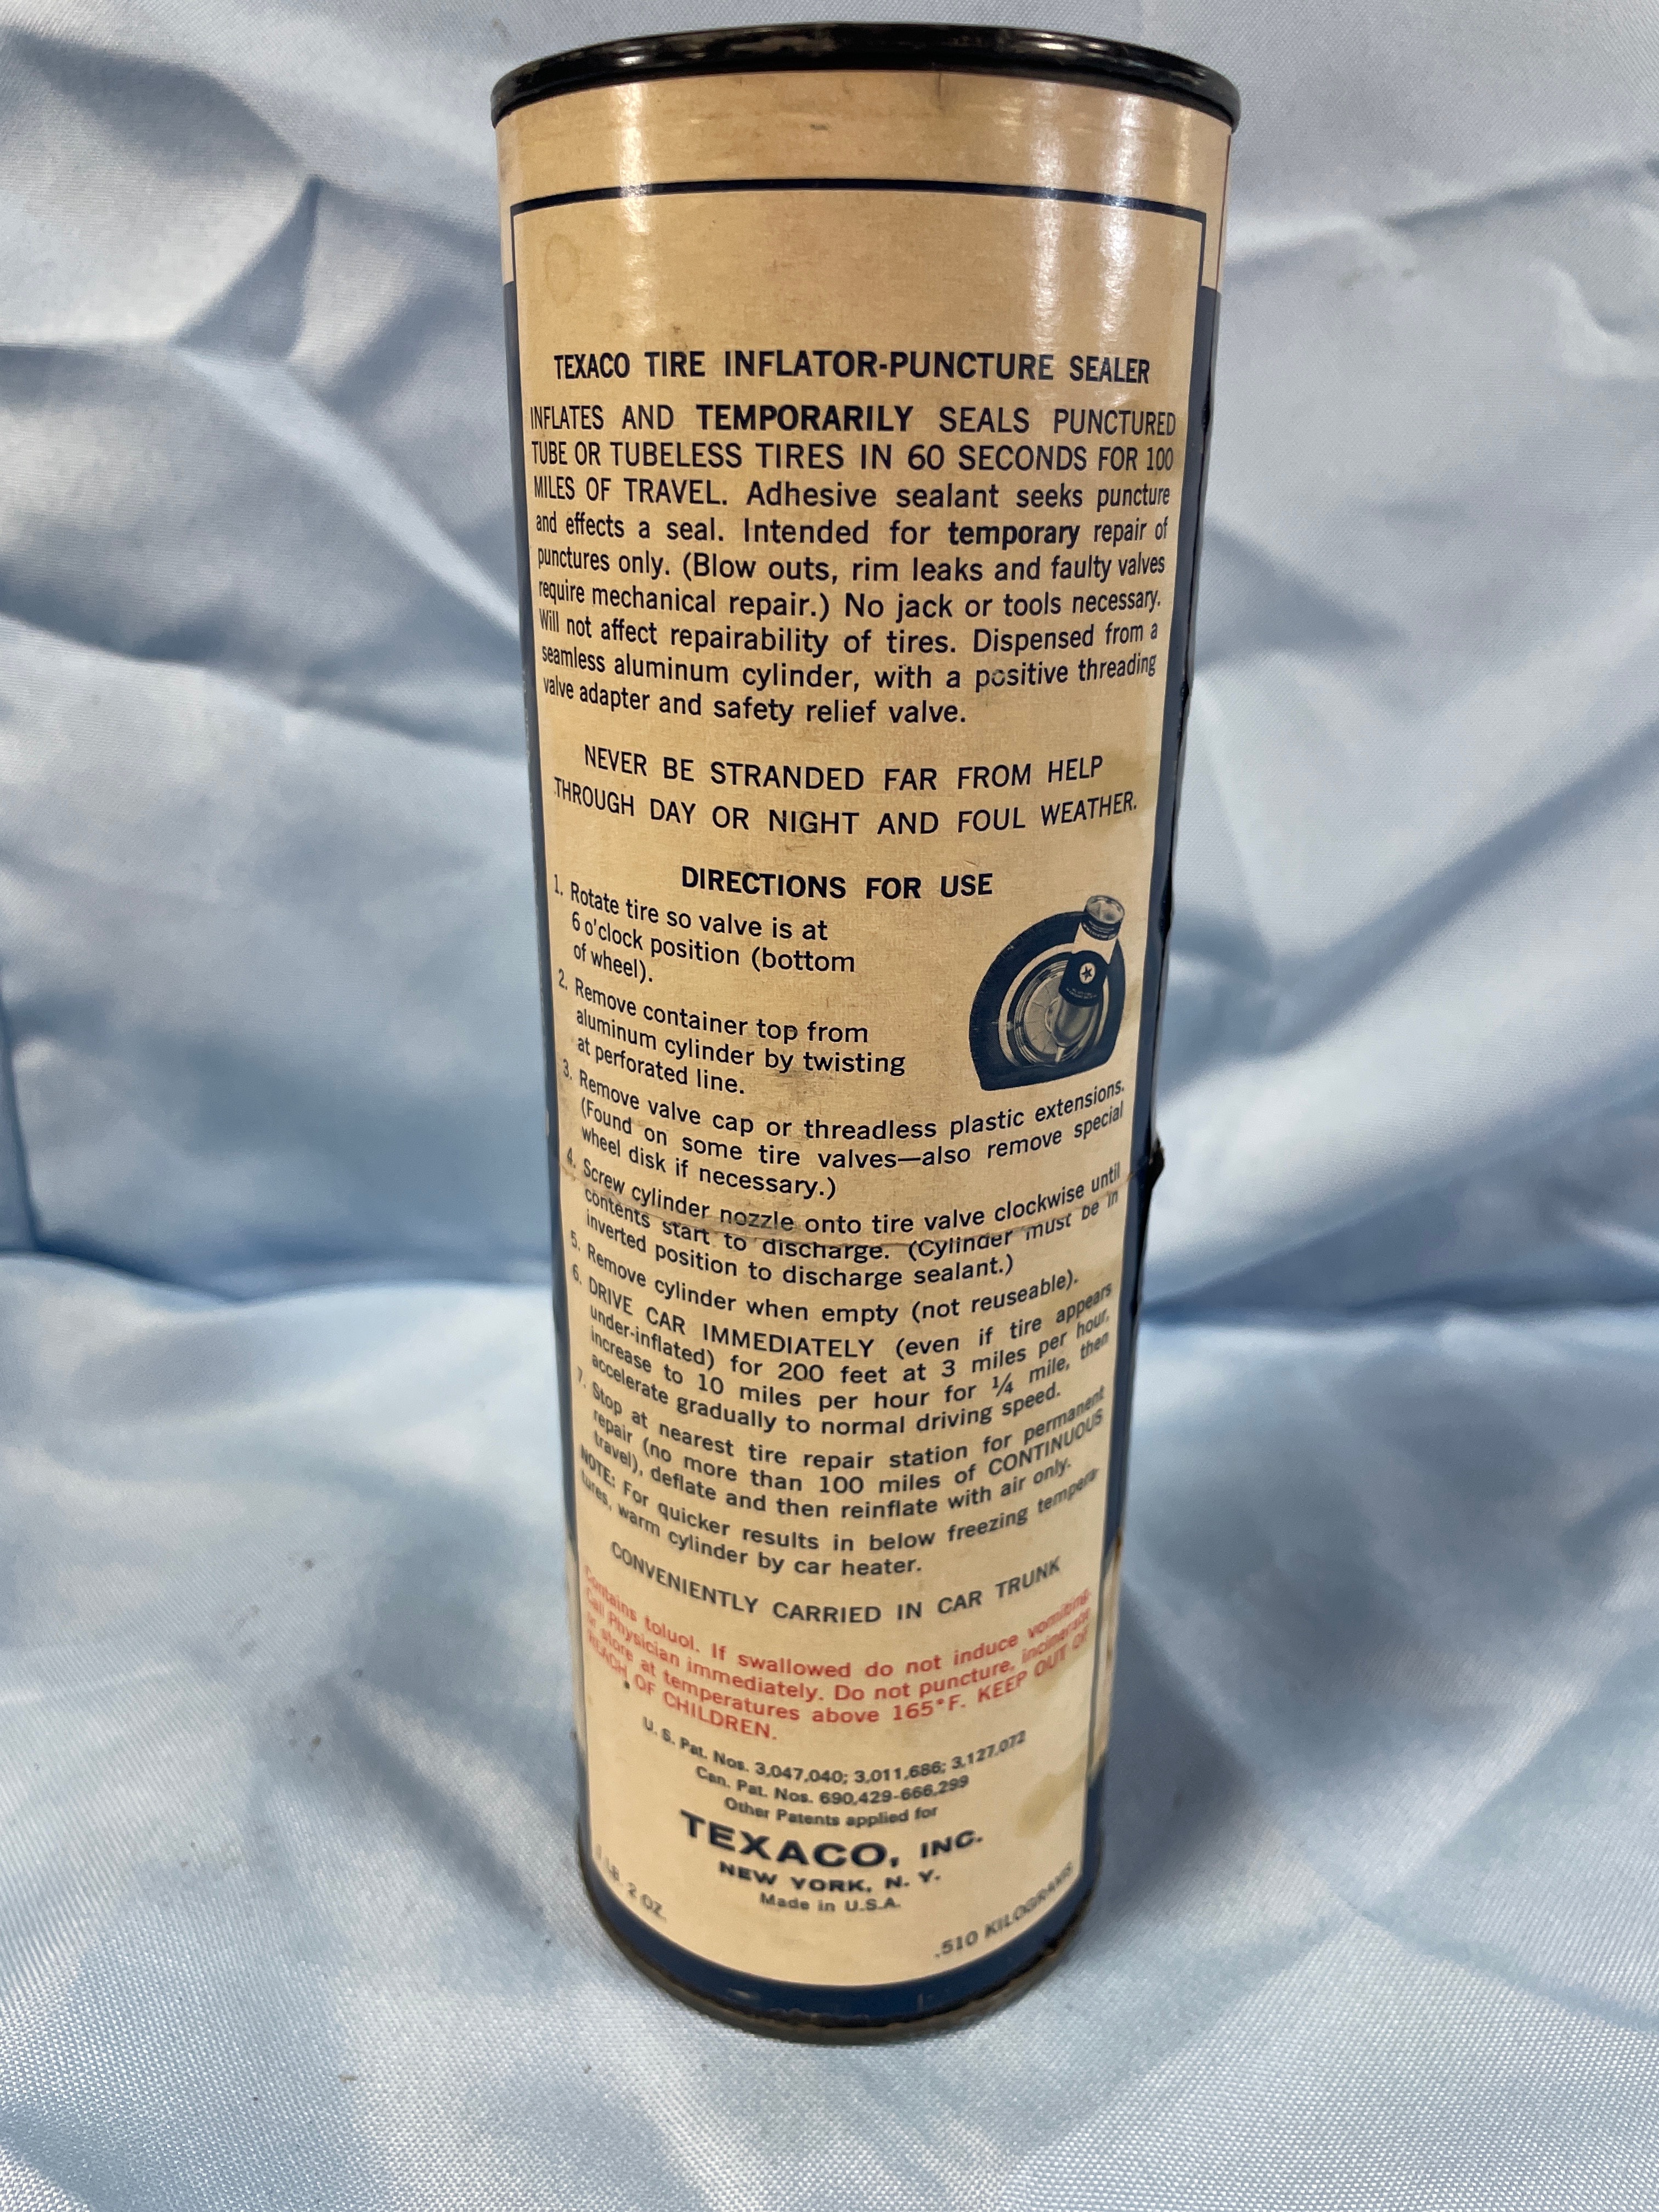 TEXACO TIRE INFLATOR-PUNCTURE SEALER
INFLATES AND TEMPORARILY SEALS PUNCTURED
TUBE OR TUBELESS TIRES IN 60 SECONDS FOR 100
MILES OF TRAVEL. Adhesive sealant seeks puncture
and effects a seal. Intended for temporary repair of
punctures only. (Blow outs, rim leaks and faulty valves
require mechanical repair.) No jack or tools necessary.
Will not affect repairability of tires. Dispensed from a
seamless aluminum cylinder, with a positive threading
valve adapter and safety relief valve.
NEVER BE STRANDED FAR FROM HELP
THROUGH DAY OR NIGHT AND FOUL WEATHER.
DIRECTIONS FOR USE
1. Rotate tire so valve is at
6 o'clock position (bottom
of wheel).
2. Remove container top from
aluminum cylinder by twisting
at perforated line.
3. Remove valve cap or threadless plastic extensions.
(Found on some tire valves—also remove special
wheel disk if necessary.)
4. Screw cylinder nozzle onto tire valve clockwise until
contents start to discharge. (Cylinder must be in
inverted position to discharge sealant.)
5. Remove cylinder when empty (not reuseable).
6. DRIVE CAR IMMEDIATELY (even if tire appears
under-inflated) for 200 feet at 3 miles per hour,
increase to 10 miles per hour for 1/4 mile, then
accelerate gradually to normal driving speed.
7. Stop at nearest tire repair station for permanent
repair (no more than 100 miles of CONTINUOUS
travel), deflate and then reinflate with air only.
NOTE: For quicker results in below freezing tempera-
tures, warm cylinder by car heater.
CONVENIENTLY CARRIED IN CAR TRUNK
Contains toluol. If swallowed do not induce vomiting.
Call Physician immediately. Do not puncture, incinerate
or store at temperatures above 165°F. KEEP OUT OF
REACH OF CHILDREN.
U. S. Pat. Nos. 3,047,040; 3,011,686; 3,127,072
Can. Pat. Nos. 690,429-666,299
Other Patents applied for
TEXACO, INC.
NEW YORK, N. Y.
Made in U.S.A.
1 LB. 2 OZ.
.510 KILOGRAMS